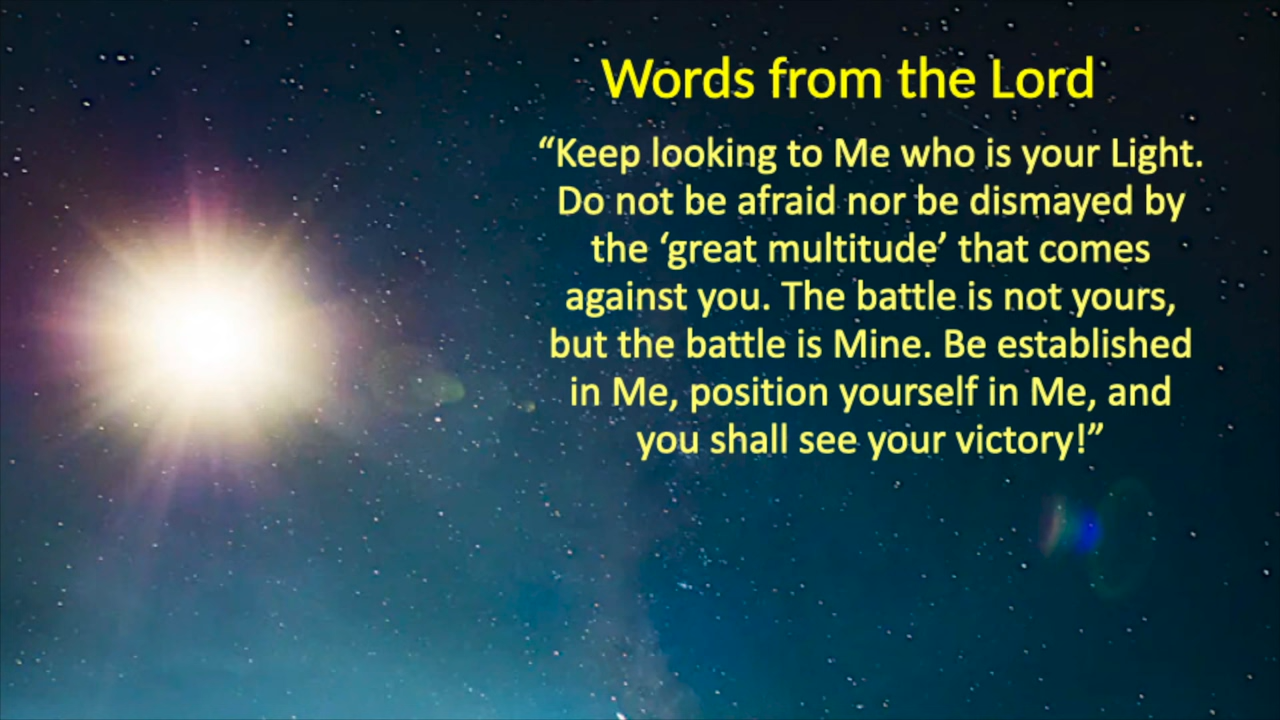 Words from the Lord
“Keep looking to Me who is your Light.
Do not be afraid nor be dismayed by
the ‘great multitude’ that comes
against you. The battle is not yours,
but the battle is Mine. Be established
in Me, position yourself in Me, and
you shall see your victory!”